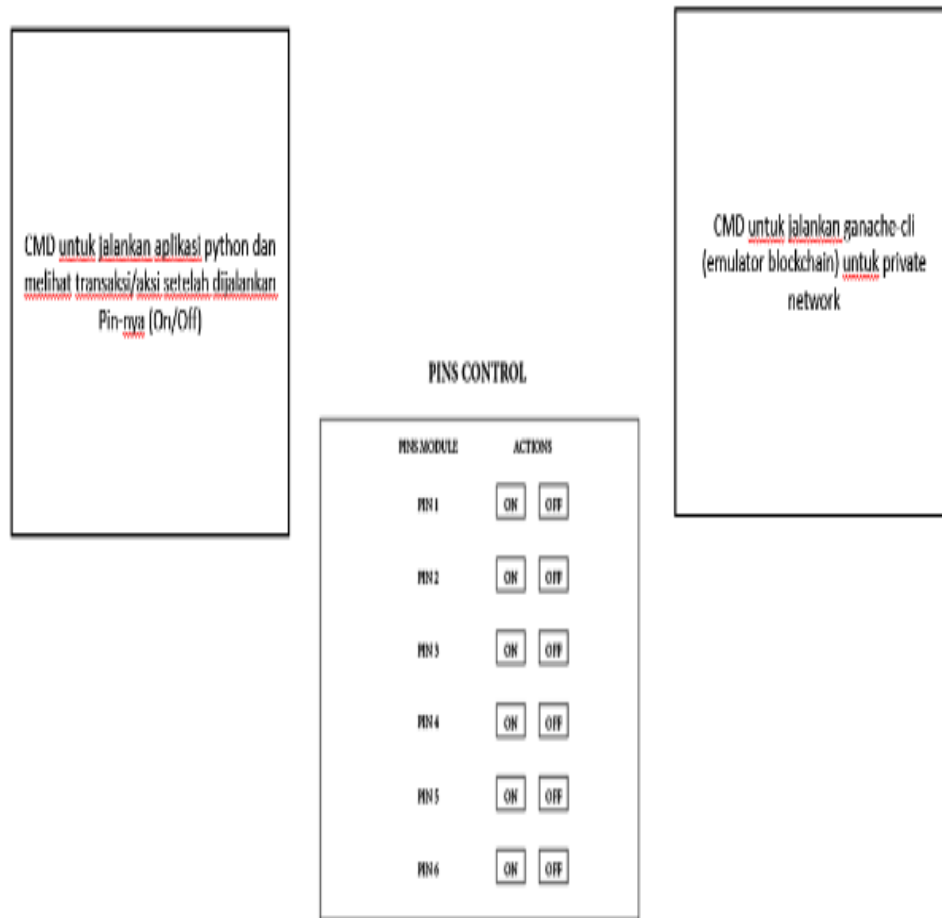 CMD untuk jalankan aplikasi python dan
melihat transaksi/aksi setelah dijalankan
Pin-nya (On/Off)
CMD untuk jalankan ganache-cli
(emulator blockchain) untuk private
network
PINS CONTROL
PINS MODULE ACTIONS
PIN 1 ON OFF
PIN 2 ON OFF
PIN 3 ON OFF
PIN 4 ON OFF
PIN 5 ON OFF
PIN 6 ON OFF